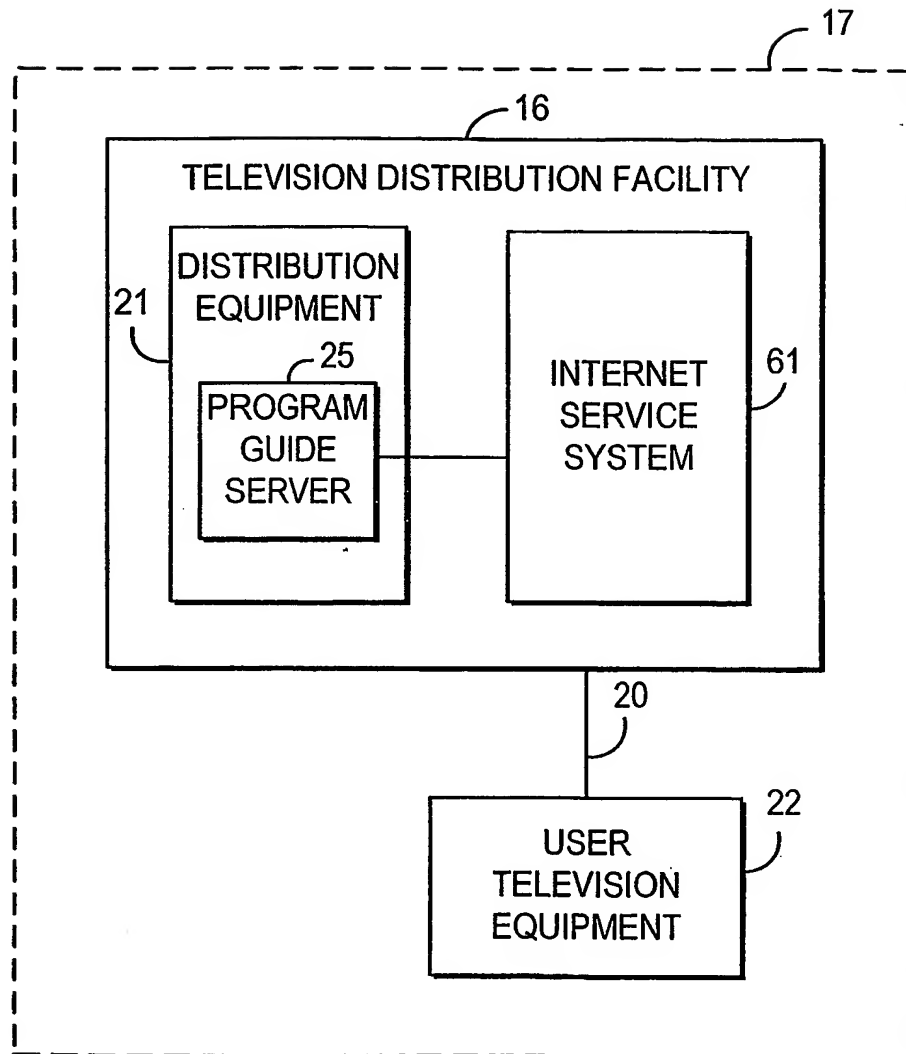 17
16
TELEVISION DISTRIBUTION FACILITY
21
DISTRIBUTION
EQUIPMENT
25
PROGRAM
GUIDE
SERVER
INTERNET
SERVICE
SYSTEM
61
20
22
USER
TELEVISION
EQUIPMENT